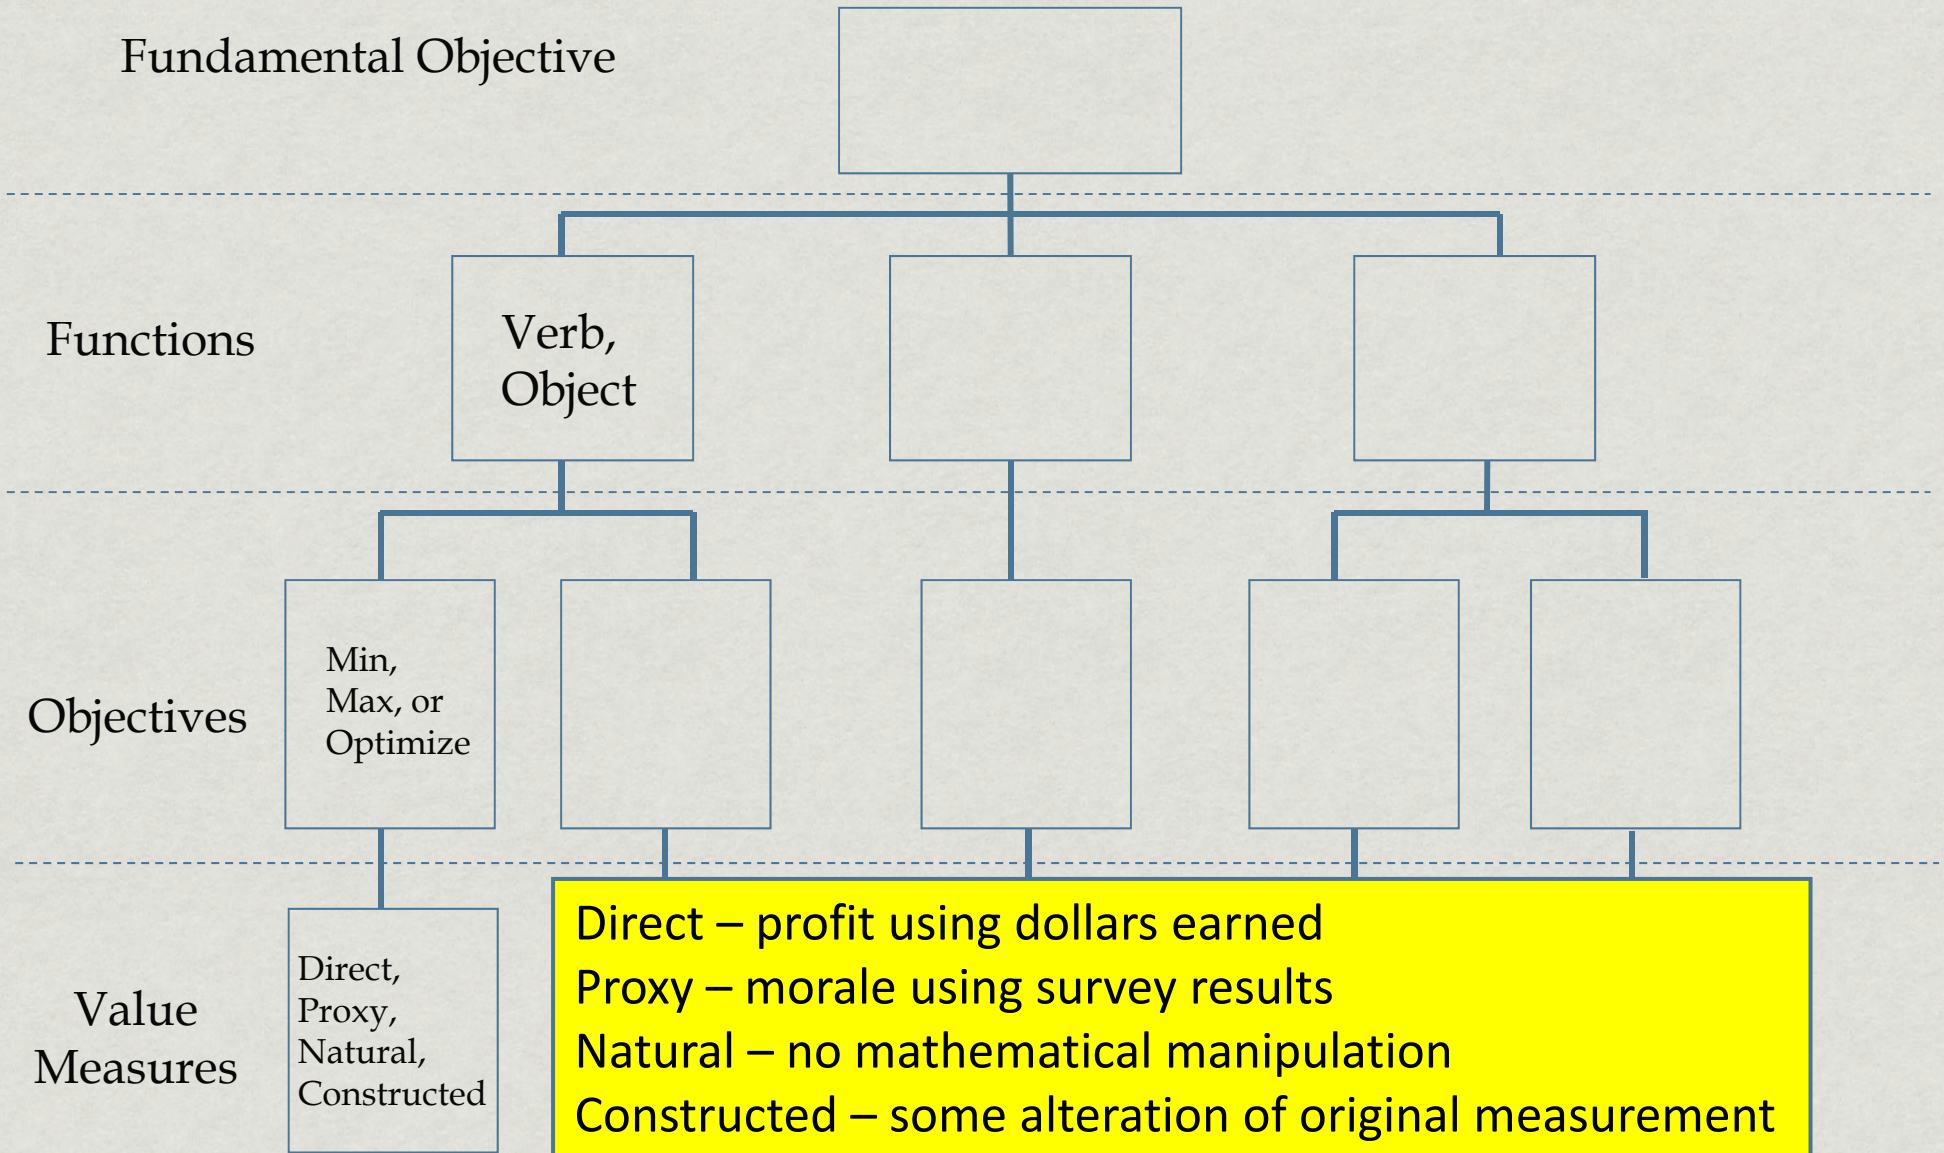 Fundamental Objective
Functions
Verb,
Object
Objectives
Min,
Max, or
Optimize
Value
Measures
Direct,
Proxy,
Natural,
Constructed
Direct – profit using dollars earned
Proxy – morale using survey results
Natural – no mathematical manipulation
Constructed – some alteration of original measurement